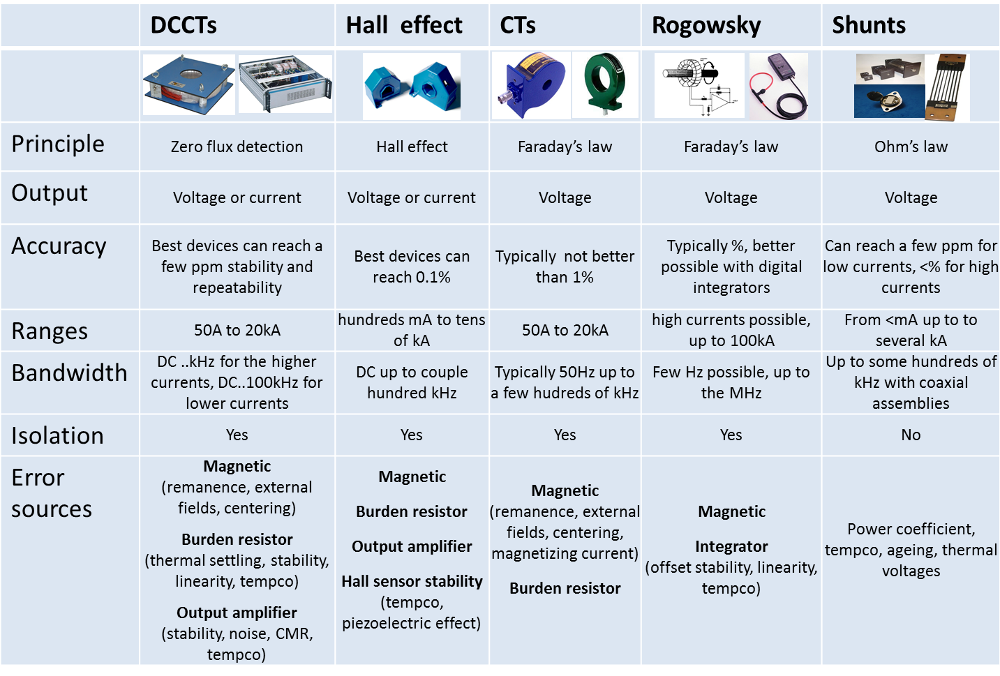 DCCTs
Hall effect
CTs
Rogowsky
Shunts
Principle
Zero flux detection
Hall effect
Faraday’s law
Faraday’s law
Ohm’s law
Output
Voltage or current
Voltage or current
Voltage
Voltage
Voltage
Accuracy
Best devices can reach a
few ppm stability and
repeatability
Best devices can
reach 0.1%
Typically not better
than 1%
Typically %, better
possible with digital
integrators
Can reach a few ppm for
low currents, <% for high
currents
Ranges
50A to 20kA
hundreds mA to tens
of kA
50A to 20kA
high currents possible,
up to 100kA
From <mA up to to
several kA
Bandwidth
DC ..kHz for the higher
currents, DC..100kHz for
lower currents
DC up to couple
hundred kHz
Typically 50Hz up to
a few hudreds of kHz
Few Hz possible, up to
the MHz
Up to some hundreds of
kHz with coaxial
assemblies
Isolation
Yes
Yes
Yes
Yes
No
Error
sources
Magnetic
(remanence, external
fields, centering)
Burden resistor
(thermal settling, stability,
linearity, tempco)
Output amplifier
(stability, noise, CMR,
tempco)
Magnetic
Burden resistor
Output amplifier
Hall sensor stability
(tempco,
piezoelectric effect)
Magnetic
(remanence, external
fields, centering,
magnetizing current)
Burden resistor
Magnetic
Integrator
(offset stability, linearity,
tempco)
Power coefficient,
tempco, ageing, thermal
voltages